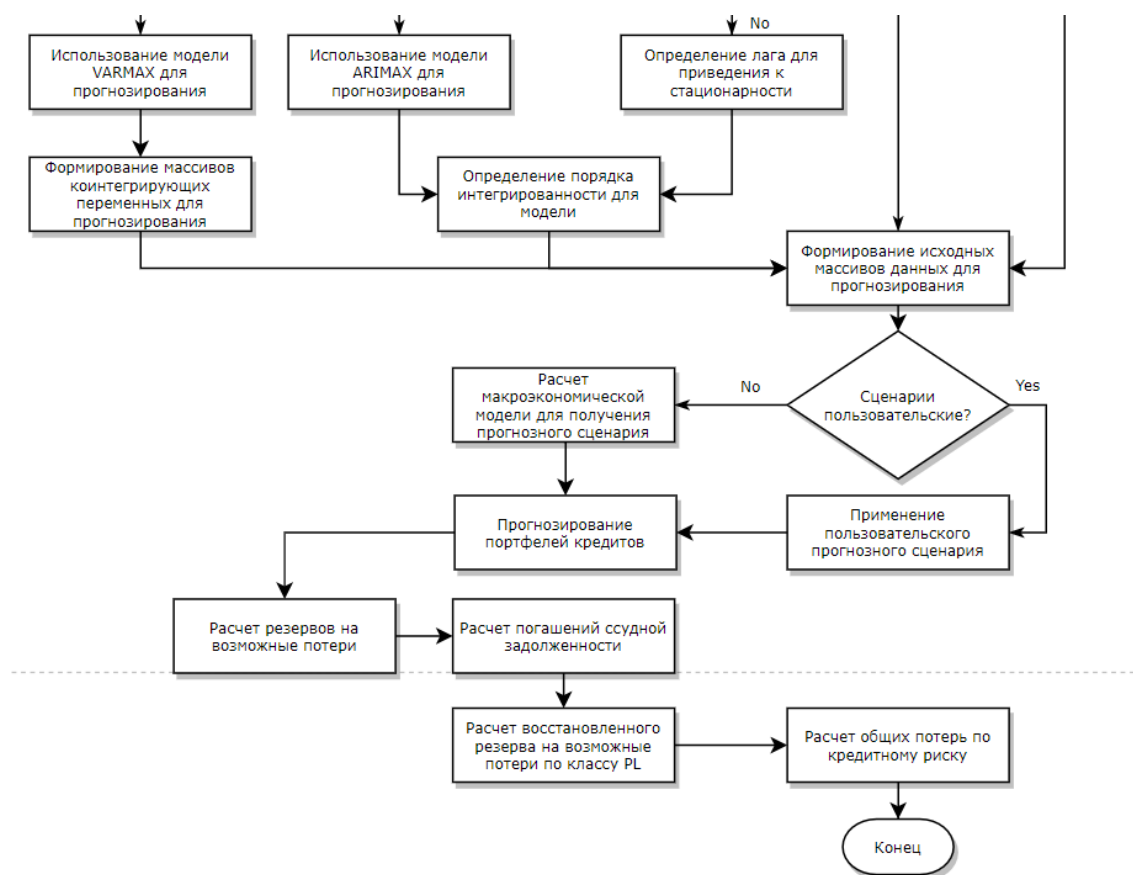 No
Использование модели
VARMAX для
прогнозирования
Использование модели
ARIMAX для
прогнозирования
Определение лага для
приведения к
стационарности
Формирование массивов
коинтегрирующих
переменных для
прогнозирования
Определение порядка
интегрированности для
модели
Формирование исходных
массивов данных для
прогнозирования
Сценарии
пользовательские?
No
Yes
Расчет
макроэкономической
модели для получения
прогнозного сценария
Применение
пользовательского
прогнозного сценария
Прогнозирование
портфелей кредитов
Расчет резервов на
возможные потери
Расчет погашений ссудной
задолженности
Расчет восстановленного
резерва на возможные
потери по классу PL
Расчет общих потерь по
кредитному риску
Конец